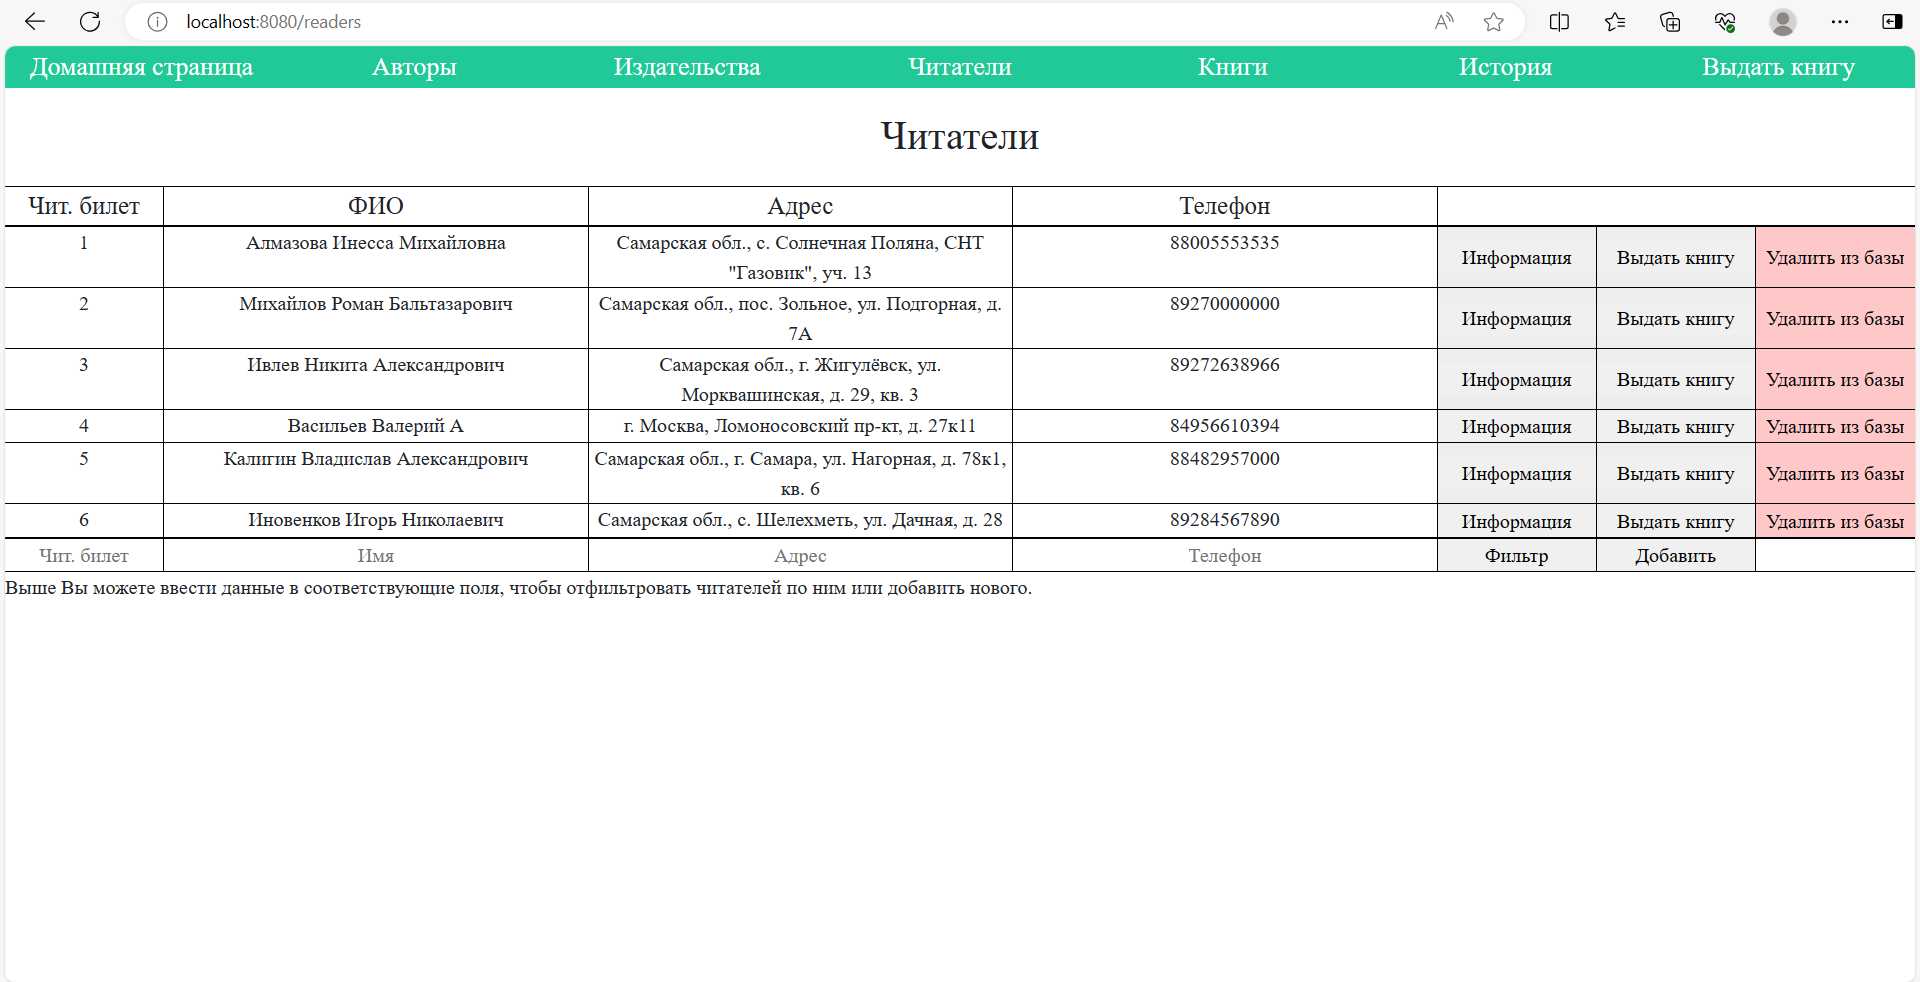 localhost:8080/readers
Домашняя страница Авторы Издательства Читатели Книги История Выдать книгу
Читатели
Чит. билет ФИО Адрес Телефон
1 Алмазова Инесса Михайловна Самарская обл., с. Солнечная Поляна, СНТ 88005553535
"Газовик", уч. 13
Информация Выдать книгу Удалить из базы
2 Михайлов Роман Бальтазарович Самарская обл., пос. Зольное, ул. Подгорная, д. 89270000000
7А
Информация Выдать книгу Удалить из базы
3 Ивлев Никита Александрович Самарская обл., г. Жигулёвск, ул. 89272638966
Морквашинская, д. 29, кв. 3
Информация Выдать книгу Удалить из базы
4 Васильев Валерий А г. Москва, Ломоносовский пр-кт, д. 27к11 84956610394 Информация Выдать книгу Удалить из базы
5 Калигин Владислав Александрович Самарская обл., г. Самара, ул. Нагорная, д. 78к1, 88482957000
кв. 6
Информация Выдать книгу Удалить из базы
6 Иновенков Игорь Николаевич Самарская обл., с. Шелехметь, ул. Дачная, д. 28 89284567890 Информация Выдать книгу Удалить из базы
Чит. билет Имя Адрес Телефон Фильтр Добавить
Выше Вы можете ввести данные в соответствующие поля, чтобы отфильтровать читателей по ним или добавить нового.